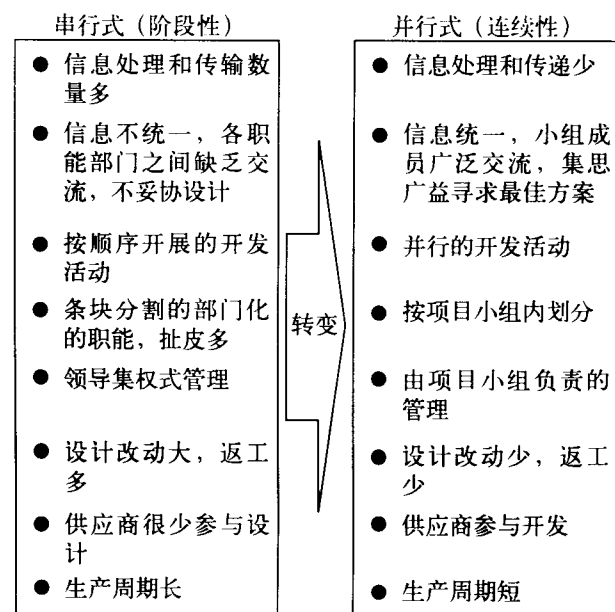 串行式（阶段性）
● 信息处理和传输数
量多
● 信息不统一，各职
能部门之间缺乏交
流，不妥协设计
● 按顺序开展的开发
活动
● 条块分割的部门化
的职能，扯皮多
● 领导集权式管理
● 设计改动大，返工
多
● 供应商很少参与设
计
● 生产周期长
转变
并行式（连续性）
● 信息处理和传递少
● 信息统一，小组成
员广泛交流，集思
广益寻求最佳方案
● 并行的开发活动
● 按项目小组内划分
● 由项目小组负责的
管理
● 设计改动少，返工
少
● 供应商参与开发
● 生产周期短